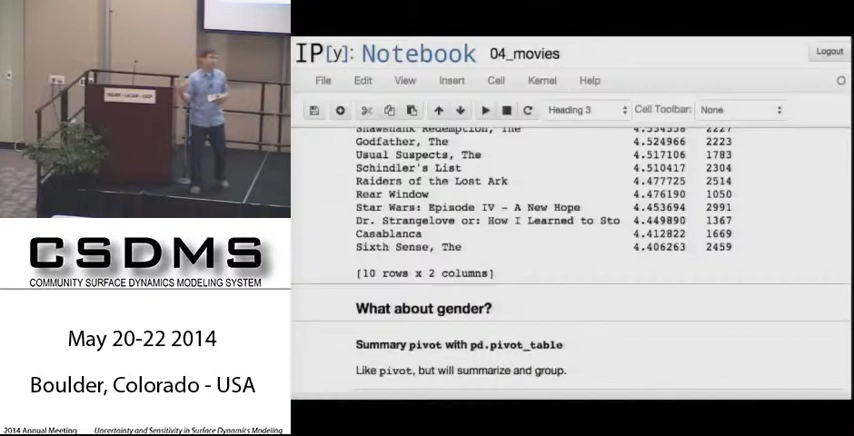 CSDMS
COMMUNITY SURFACE DYNAMICS MODELING SYSTEM
May 20-22 2014
Boulder, Colorado - USA
2014 Annual Meeting Uncertainty and Sensitivity in Surface Dynamics Modeling
IP[y]: Notebook 04_movies
Logout
File Edit View Insert Cell Kernel Help
Heading 3 Cell Toolbar: None
Shawshank Redemption, The 4.554558 2227
Godfather, The 4.524966 2223
Usual Suspects, The 4.517106 1783
Schindler's List 4.510417 2304
Raiders of the Lost Ark 4.477725 2514
Rear Window 4.476190 1050
Star Wars: Episode IV - A New Hope 4.453694 2991
Dr. Strangelove or: How I Learned to Sto 4.449890 1367
Casablanca 4.412822 1669
Sixth Sense, The 4.406263 2459
[10 rows x 2 columns]
What about gender?
Summary pivot with pd.pivot_table
Like pivot, but will summarize and group.